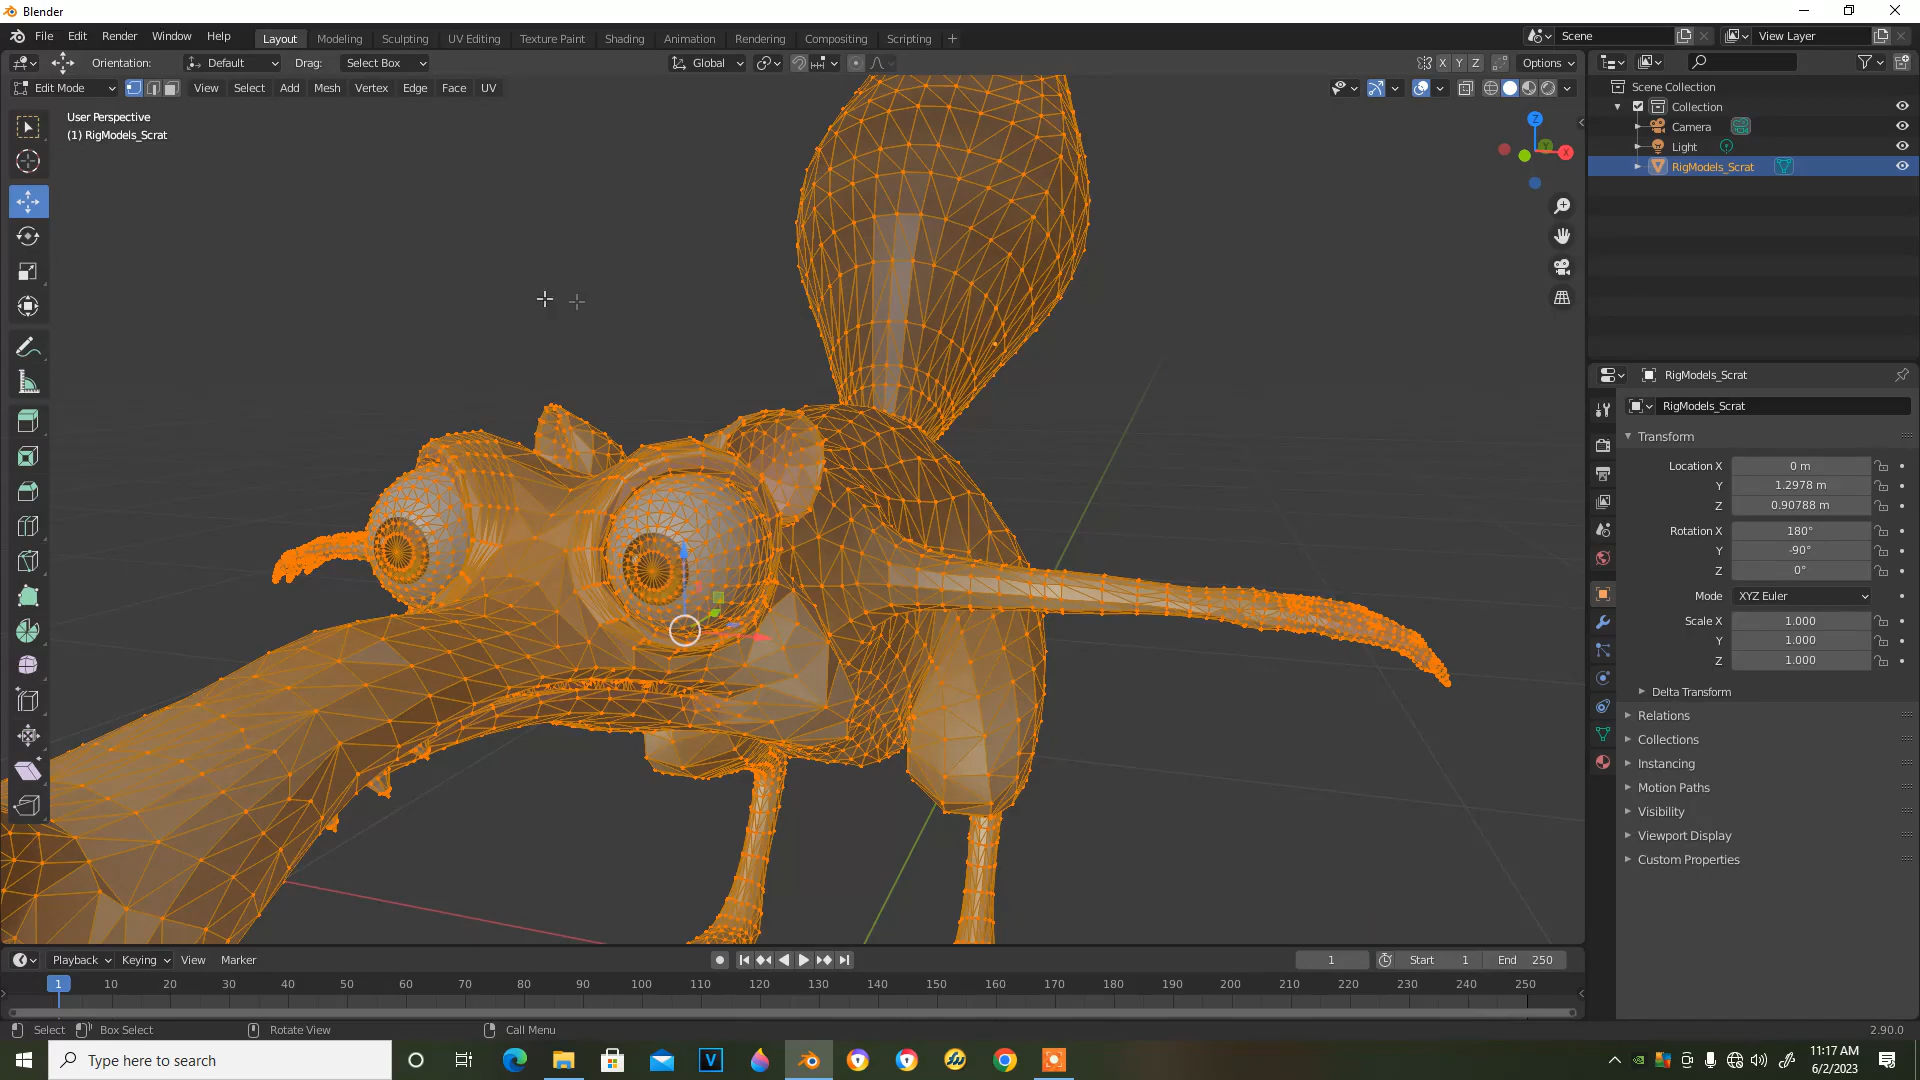 Blender
File Edit Render Window Help
Layout Modeling Sculpting UV Editing Texture Paint Shading Animation Rendering Compositing Scripting +
Scene
View Layer
Orientation: Default Drag: Select Box
Global
X Y Z Options
Edit Mode View Select Add Mesh Vertex Edge Face UV
User Perspective
(1) RigModels_Scrat
Z
Y
X
Scene Collection
Collection
Camera
Light
RigModels_Scrat
RigModels_Scrat
RigModels_Scrat
Transform
Location X 0 m
Y 1.2978 m
Z 0.90788 m
Rotation X 180°
Y -90°
Z 0°
Mode XYZ Euler
Scale X 1.000
Y 1.000
Z 1.000
Delta Transform
Relations
Collections
Instancing
Motion Paths
Visibility
Viewport Display
Custom Properties
Playback Keying View Marker
1 Start 1 End 250
1 10 20 30 40 50 60 70 80 90 100 110 120 130 140 150 160 170 180 190 200 210 220 230 240 250
Select Box Select Rotate View Call Menu
2.90.0
Type here to search
V
11:17 AM
6/2/2023